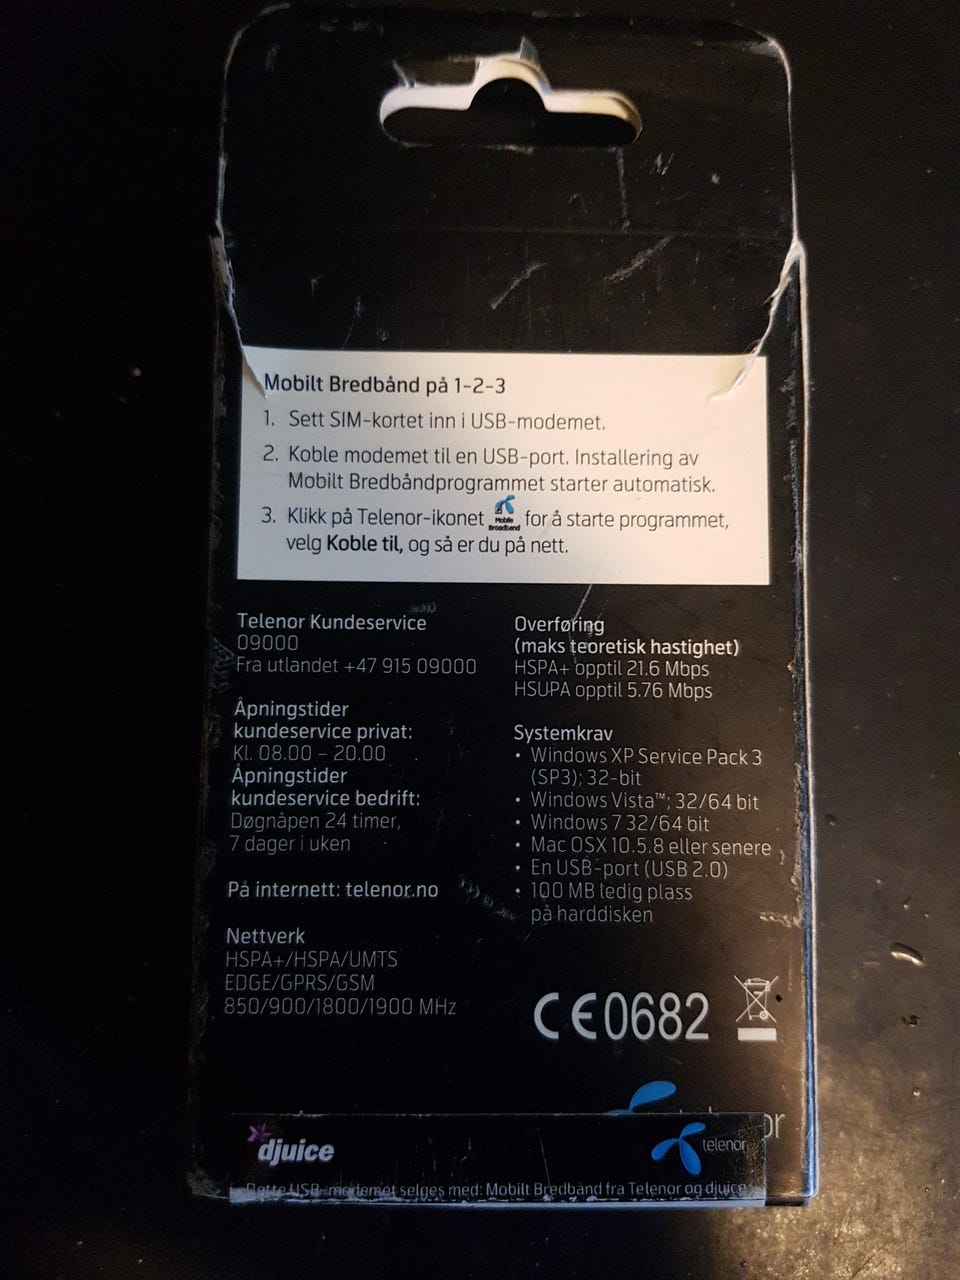 Mobilt Bredbånd på 1-2-3
1. Sett SIM-kortet inn i USB-modemet.
2. Koble modemet til en USB-port. Installering av
Mobilt Bredbåndprogrammet starter automatisk.
3. Klikk på Telenor-ikonet Mobile Broadband for å starte programmet,
velg Koble til, og så er du på nett.
Telenor Kundeservice
09000
Fra utlandet +47 915 09000
Åpningstider
kundeservice privat:
Kl. 08.00 – 20.00
Åpningstider
kundeservice bedrift:
Døgnåpen 24 timer,
7 dager i uken
På internett: telenor.no
Nettverk
HSPA+/HSPA/UMTS
EDGE/GPRS/GSM
850/900/1800/1900 MHz
Overføring
(maks teoretisk hastighet)
HSPA+ opptil 21.6 Mbps
HSUPA opptil 5.76 Mbps
Systemkrav
• Windows XP Service Pack 3
(SP3); 32-bit
• Windows Vista™; 32/64 bit
• Windows 7 32/64 bit
• Mac OSX 10.5.8 eller senere
• En USB-port (USB 2.0)
• 100 MB ledig plass
på harddisken
CE0682
djuice
telenor
Dette USB-modemet selges med: Mobilt Bredbånd fra Telenor og djuice